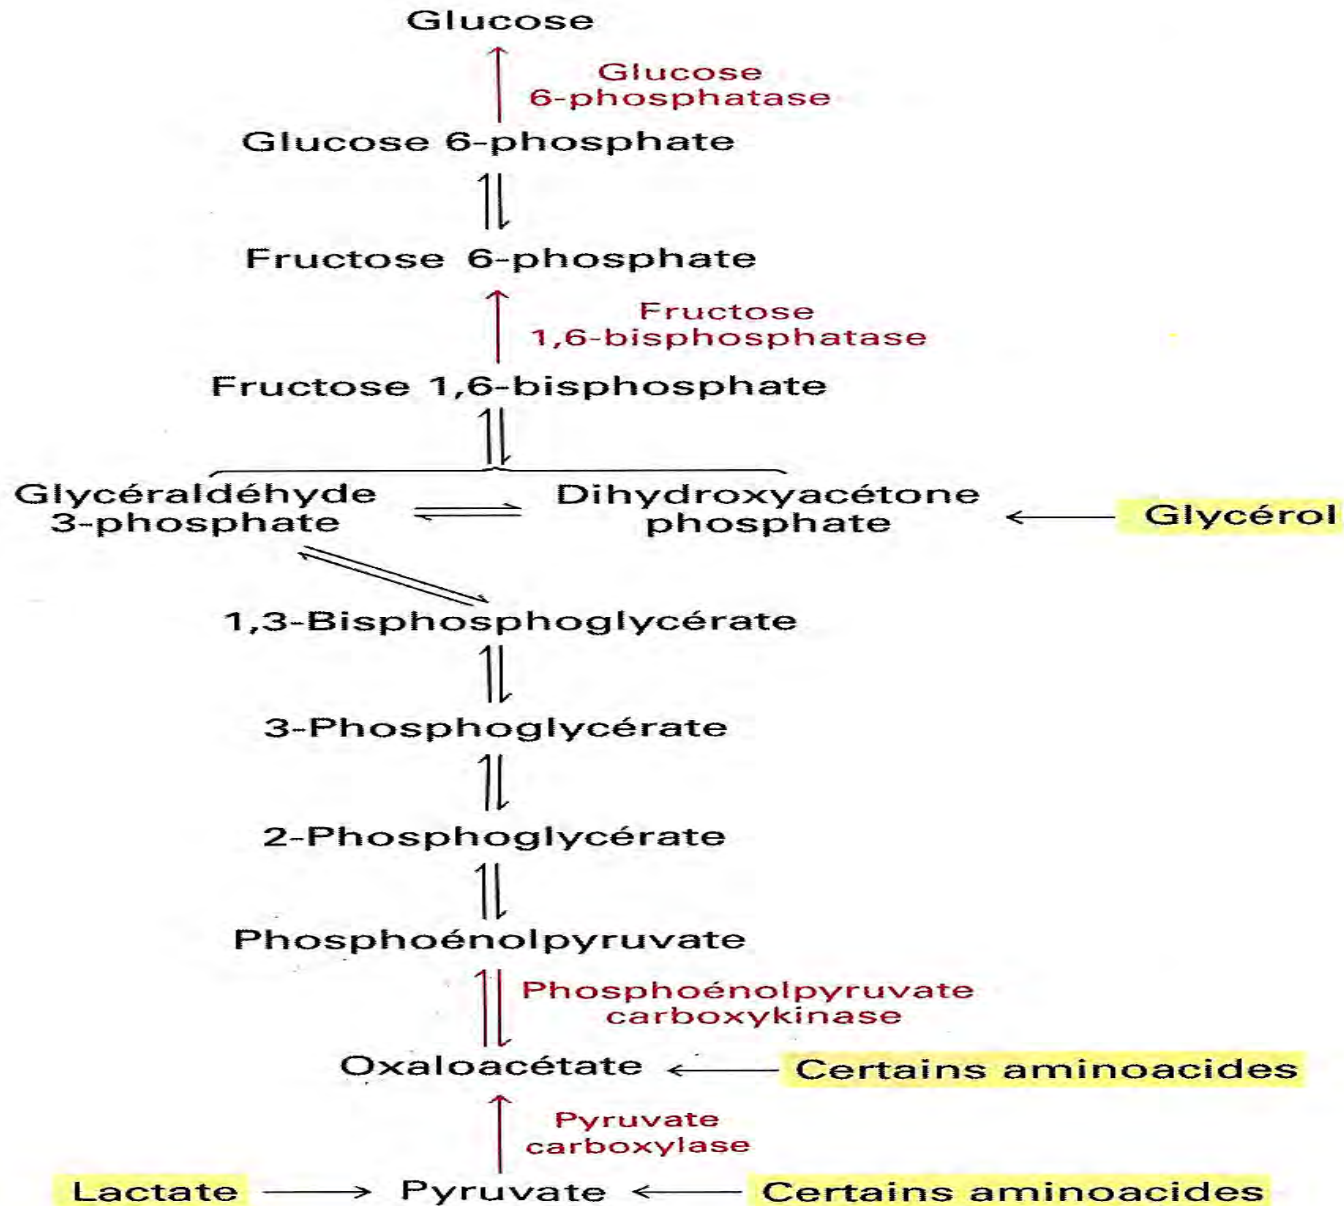 Glucose
Glucose
6-phosphatase
Glucose 6-phosphate
Fructose 6-phosphate
Fructose
1,6-bisphosphatase
Fructose 1,6-bisphosphate
Glycéraldéhyde
3-phosphate
Dihydroxyacétone
phosphate
Glycérol
1,3-Bisphosphoglycérate
3-Phosphoglycérate
2-Phosphoglycérate
Phosphoénolpyruvate
Phosphoénolpyruvate
carboxykinase
Oxaloacétate
Certains aminoacides
Pyruvate
carboxylase
Lactate
Pyruvate
Certains aminoacides